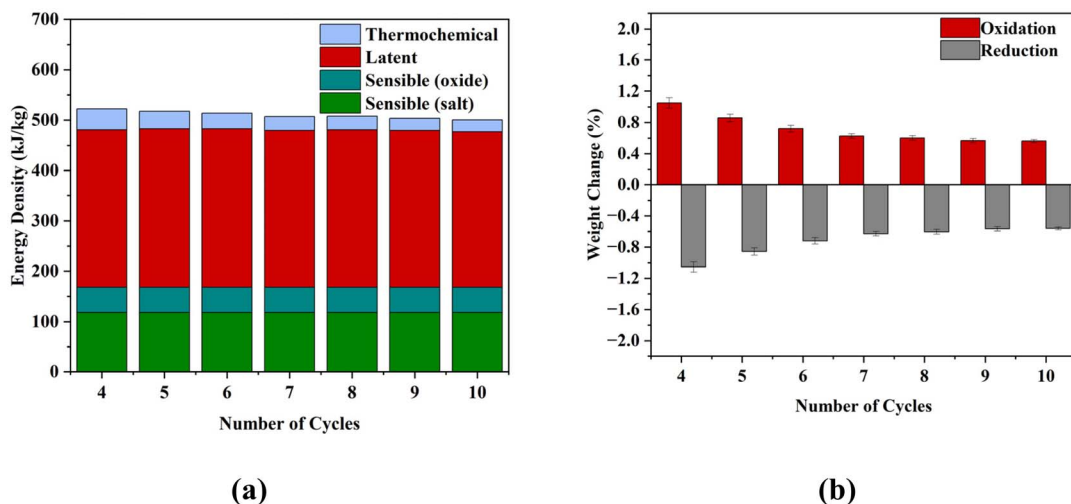 700
600
500
400
300
200
100
0
Energy Density (kJ/kg)
Thermochemical
Latent
Sensible (oxide)
Sensible (salt)
4 5 6 7 8 9 10
Number of Cycles
(a)
2.0
1.6
1.2
0.8
0.4
0.0
−0.4
−0.8
−1.2
−1.6
−2.0
Weight Change (%)
Oxidation
Reduction
4 5 6 7 8 9 10
Number of Cycles
(b)